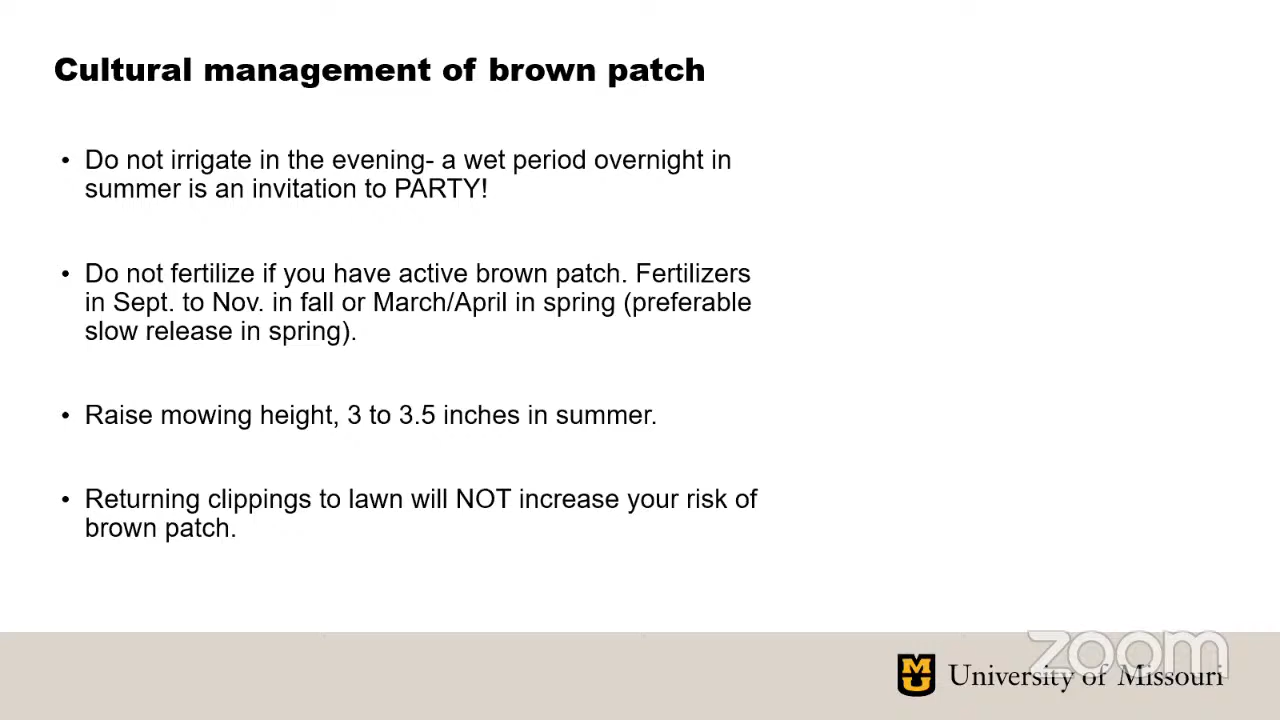 Cultural management of brown patch
• Do not irrigate in the evening- a wet period overnight in
summer is an invitation to PARTY!
• Do not fertilize if you have active brown patch. Fertilizers
in Sept. to Nov. in fall or March/April in spring (preferable
slow release in spring).
• Raise mowing height, 3 to 3.5 inches in summer.
• Returning clippings to lawn will NOT increase your risk of
brown patch.
zoom
University of Missouri